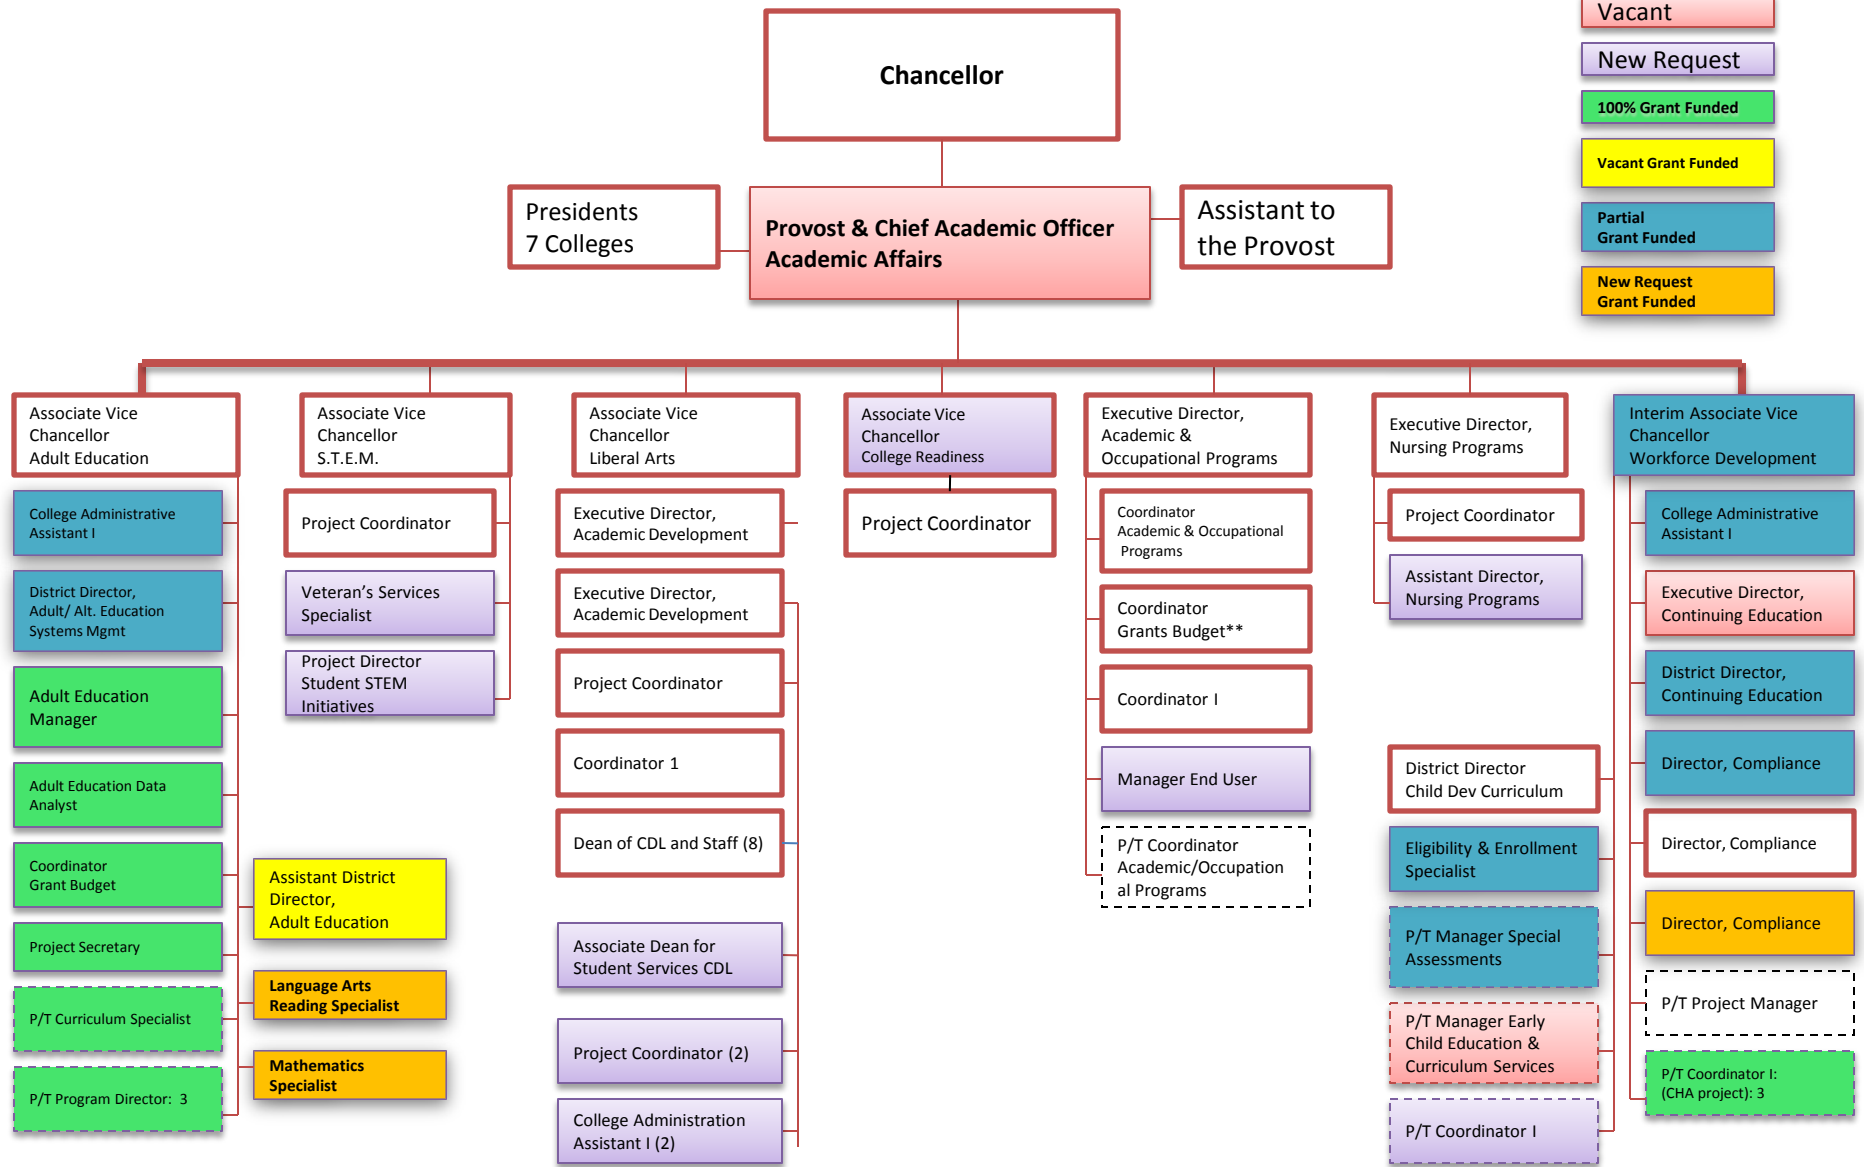 Vacant
New Request
100% Grant Funded
Vacant Grant Funded
Partial
Grant Funded
New Request
Grant Funded
Chancellor
Presidents
7 Colleges
Provost & Chief Academic Officer
Academic Affairs
Assistant to
the Provost
Associate Vice
Chancellor
Adult Education
College Administrative
Assistant I
District Director,
Adult/ Alt. Education
Systems Mgmt
Adult Education
Manager
Adult Education Data
Analyst
Coordinator
Grant Budget
Project Secretary
P/T Curriculum Specialist
P/T Program Director:  3
Assistant District
Director,
Adult Education
Language Arts
Reading Specialist
Mathematics
Specialist
Associate Vice
Chancellor
S.T.E.M.
Project Coordinator
Veteran’s Services
Specialist
Project Director
Student STEM
Initiatives
Associate Vice
Chancellor
Liberal Arts
Executive Director,
Academic Development
Executive Director,
Academic Development
Project Coordinator
Coordinator 1
Dean of CDL and Staff (8)
Associate Dean for
Student Services CDL
Project Coordinator (2)
College Administration
Assistant I (2)
Associate Vice
Chancellor
College Readiness
Project Coordinator
Executive Director,
Academic &
Occupational Programs
Coordinator
Academic & Occupational
Programs
Coordinator
Grants Budget**
Coordinator I
Manager End User
P/T Coordinator
Academic/Occupation
al Programs
Executive Director,
Nursing Programs
Project Coordinator
Assistant Director,
Nursing Programs
Interim Associate Vice
Chancellor
Workforce Development
District Director
Child Dev Curriculum
Eligibility & Enrollment
Specialist
P/T Manager Special
Assessments
P/T Manager Early
Child Education &
Curriculum Services
P/T Coordinator I
College Administrative
Assistant I
Executive Director,
Continuing Education
District Director,
Continuing Education
Director, Compliance
Director, Compliance
Director, Compliance
P/T Project Manager
P/T Coordinator I:
(CHA project): 3